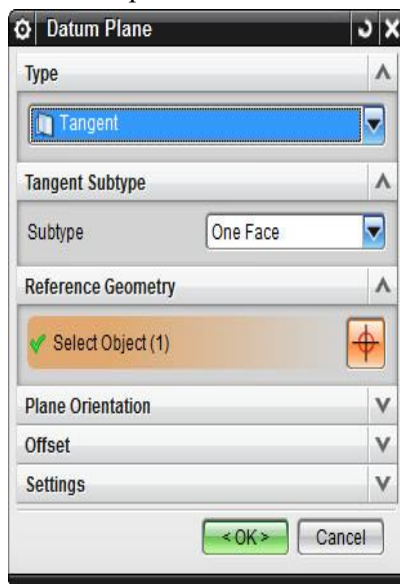 Datum Plane
Type
Tangent
Tangent Subtype
Subtype One Face
Reference Geometry
Select Object (1)
Plane Orientation
Offset
Settings
< OK > Cancel